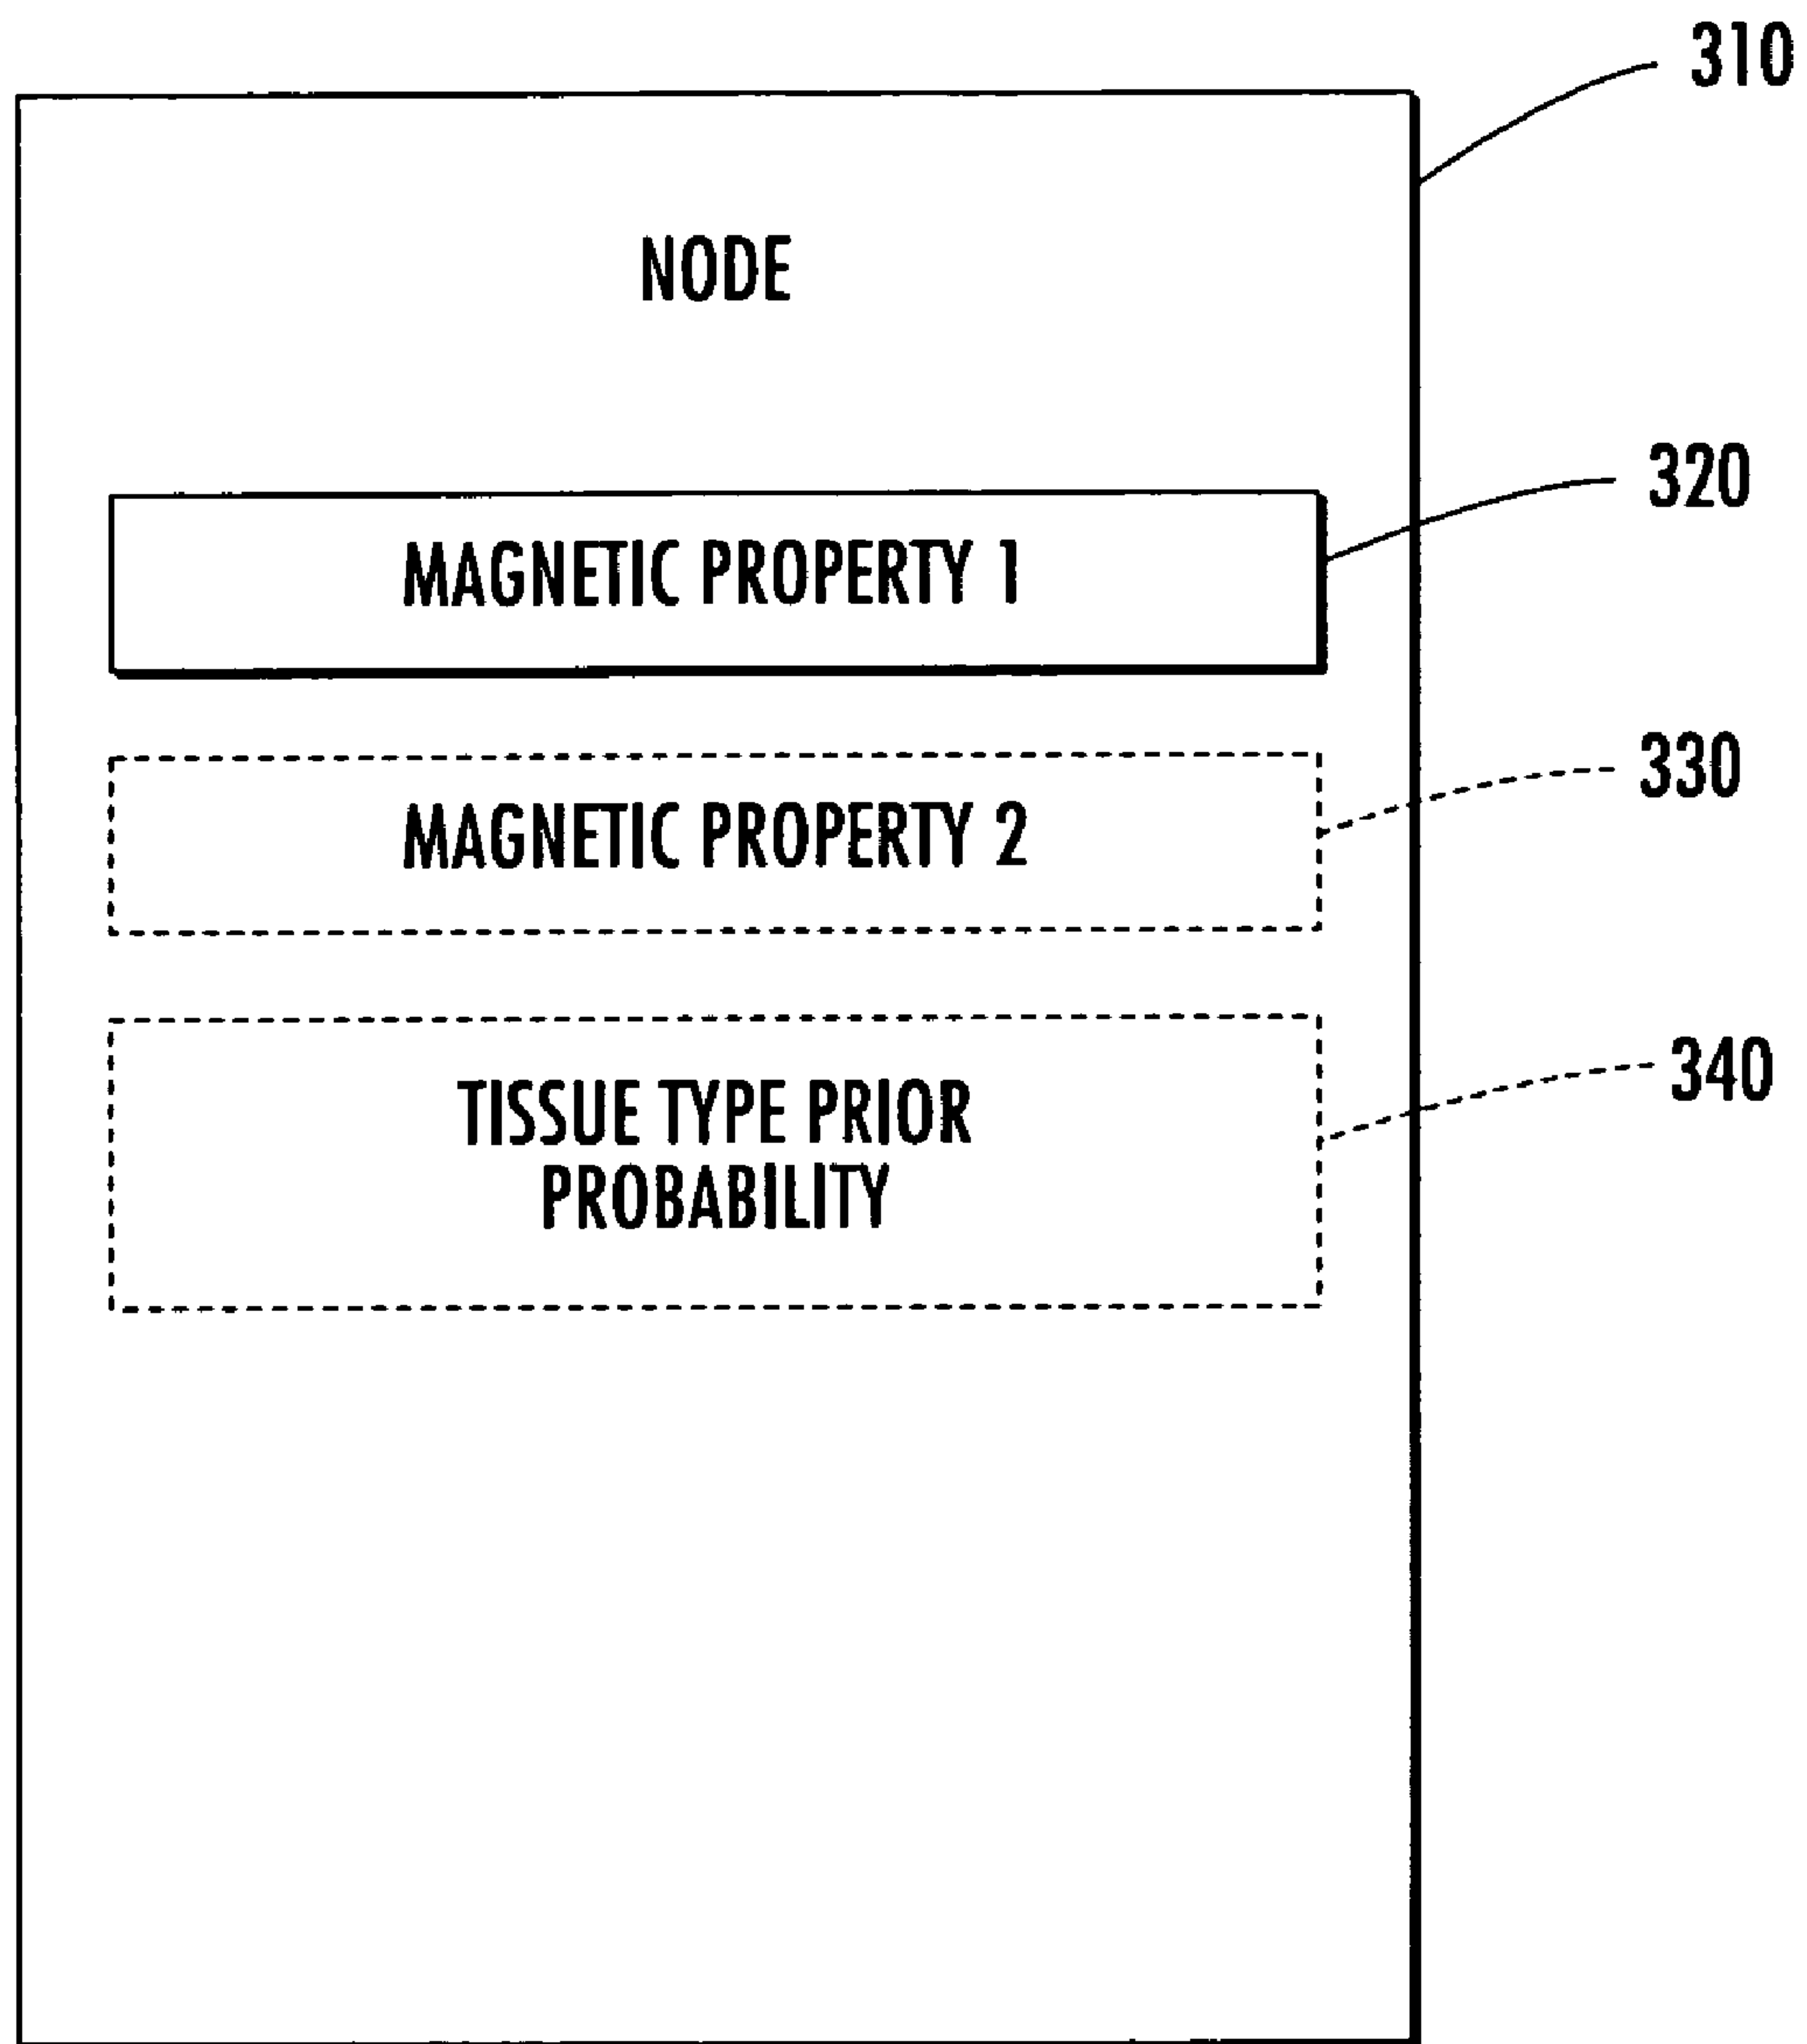 310
NODE
320
MAGNETIC PROPERTY 1
330
MAGNETIC PROPERTY 2
340
TISSUE TYPE PRIOR
PROBABILITY